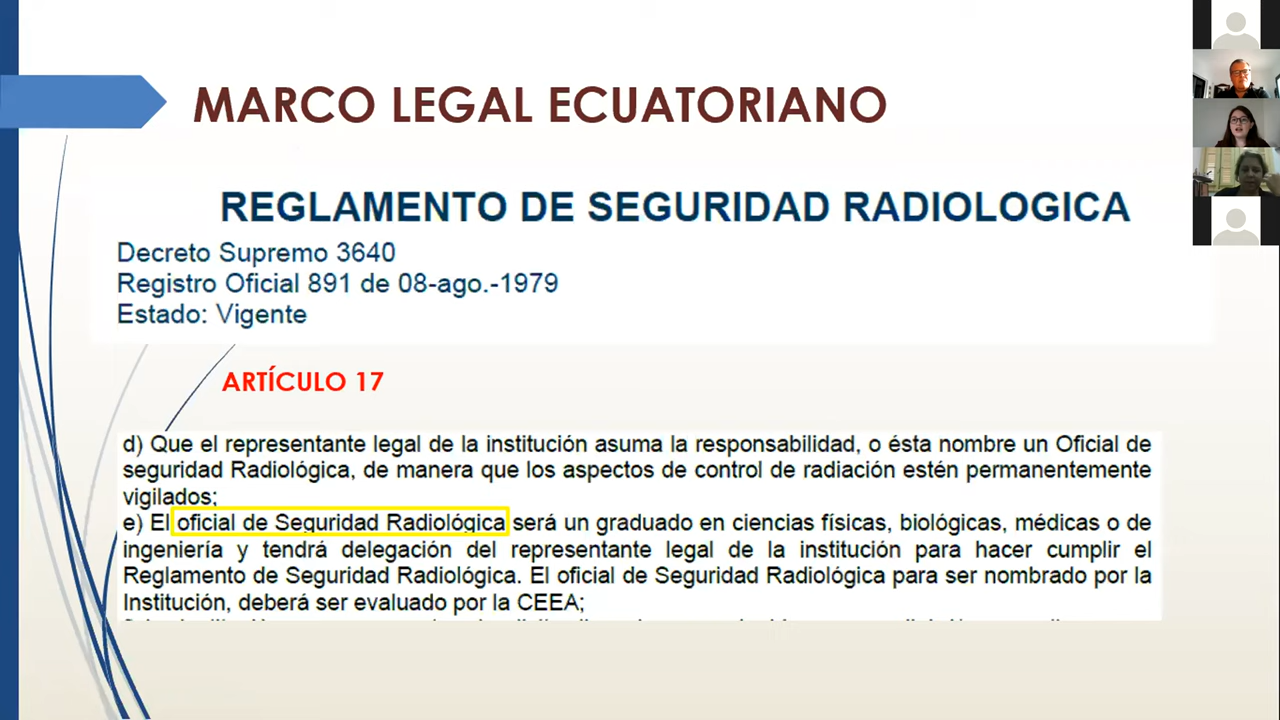 MARCO LEGAL ECUATORIANO
REGLAMENTO DE SEGURIDAD RADIOLOGICA
Decreto Supremo 3640
Registro Oficial 891 de 08-ago.-1979
Estado: Vigente
ARTÍCULO 17
d) Que el representante legal de la institución asuma la responsabilidad, o ésta nombre un Oficial de
seguridad Radiológica, de manera que los aspectos de control de radiación estén permanentemente
vigilados;
e) El oficial de Seguridad Radiológica será un graduado en ciencias físicas, biológicas, médicas o de
ingeniería y tendrá delegación del representante legal de la institución para hacer cumplir el
Reglamento de Seguridad Radiológica. El oficial de Seguridad Radiológica para ser nombrado por la
Institución, deberá ser evaluado por la CEEA;